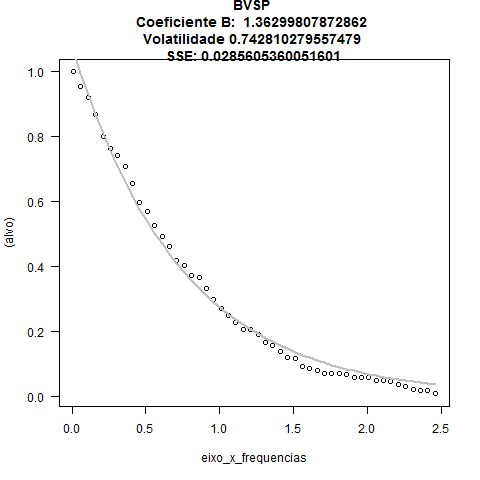 BVSP
Coeficiente B:  1.36299807872862
Volatilidade 0.742810279557479
SSE: 0.0285605360051601
(alvo)
1.0
0.8
0.6
0.4
0.2
0.0
0.0 0.5 1.0 1.5 2.0 2.5
eixo_x_frequencias